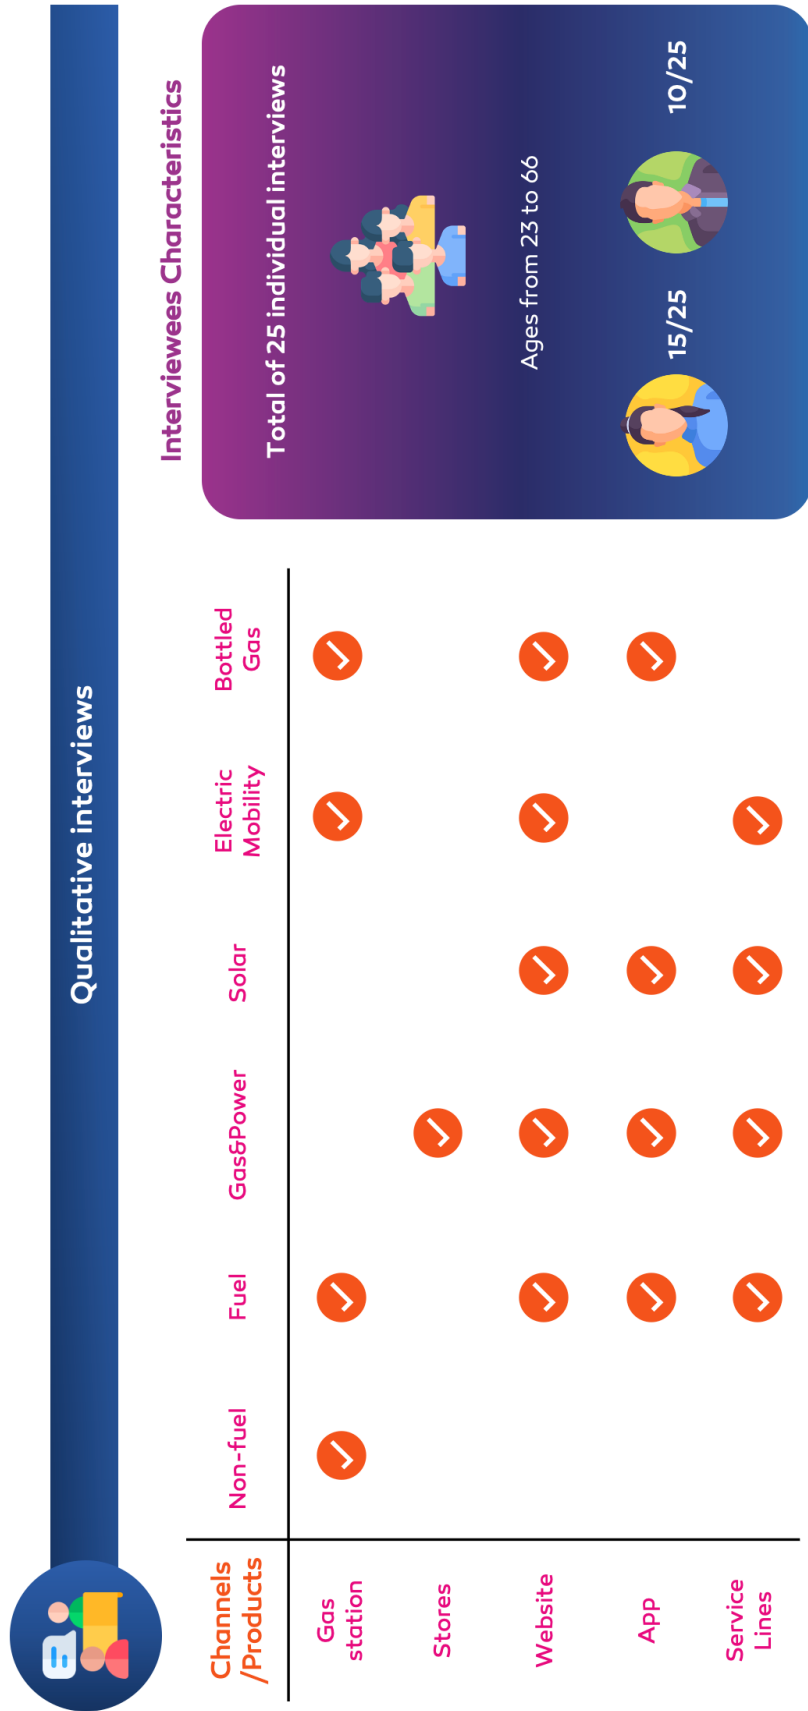 Qualitative interviews
Channels
/Products
Non-fuel
Fuel
Gas&Power
Solar
Electric
Mobility
Bottled
Gas
Gas
station
Stores
Website
App
Service
Lines
Interviewees Characteristics
Total of 25 individual interviews
Ages from 23 to 66
15/25
10/25